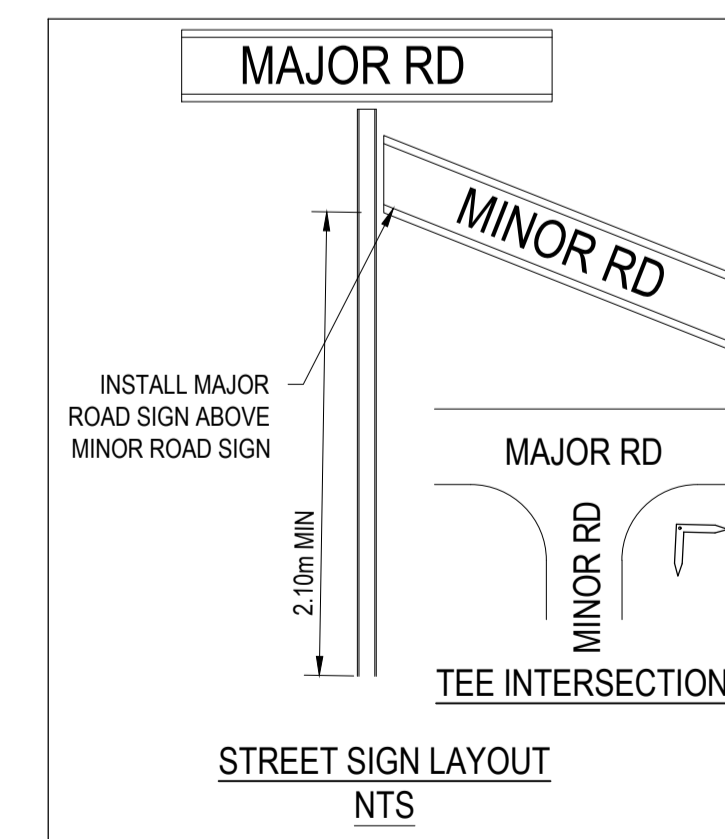 MAJOR RD
MINOR RD
INSTALL MAJOR
ROAD SIGN ABOVE
MINOR ROAD SIGN
2.10m MIN
MAJOR RD
MINOR RD
TEE INTERSECTION
STREET SIGN LAYOUT
NTS